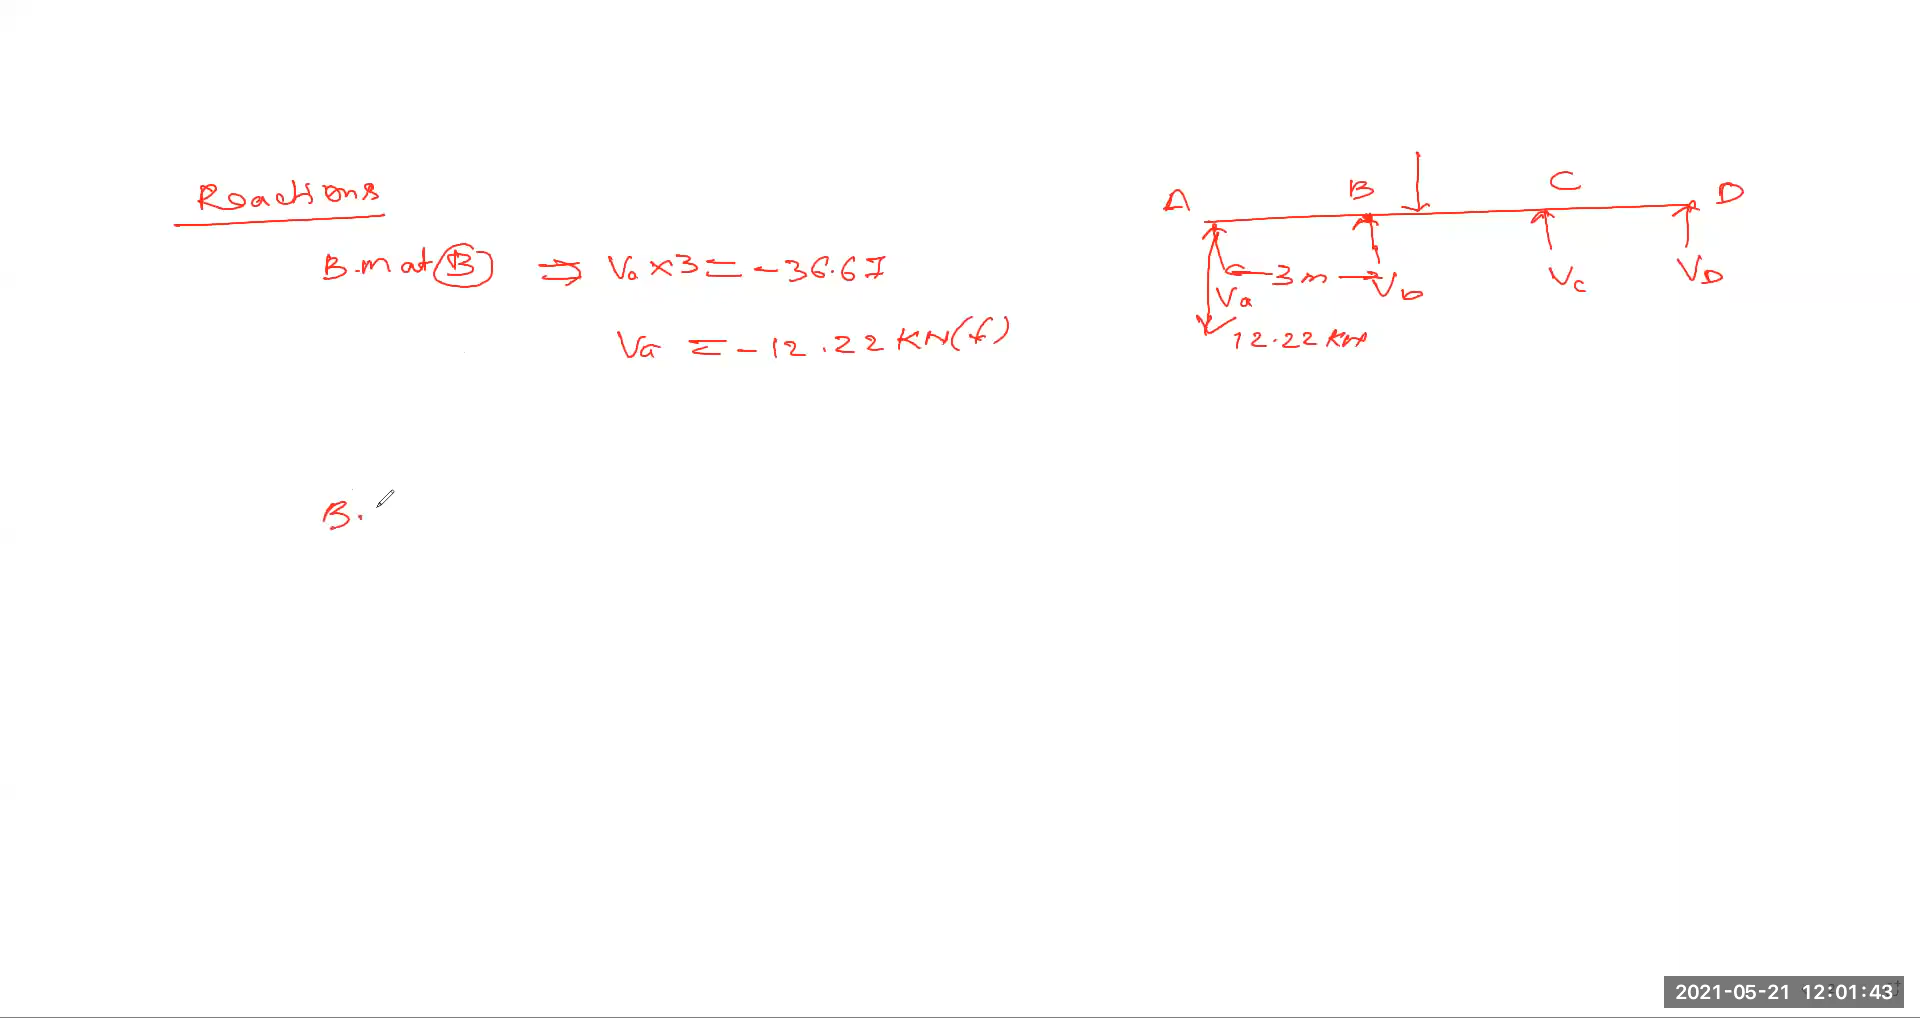 Reactions
B.m at B ⇒ Va × 3 = -36.67
Va = -12.22 KN (↑)
B.
A B C D
3m
Va Vb Vc VD
12.22 KN
2021-05-21 12:01:43